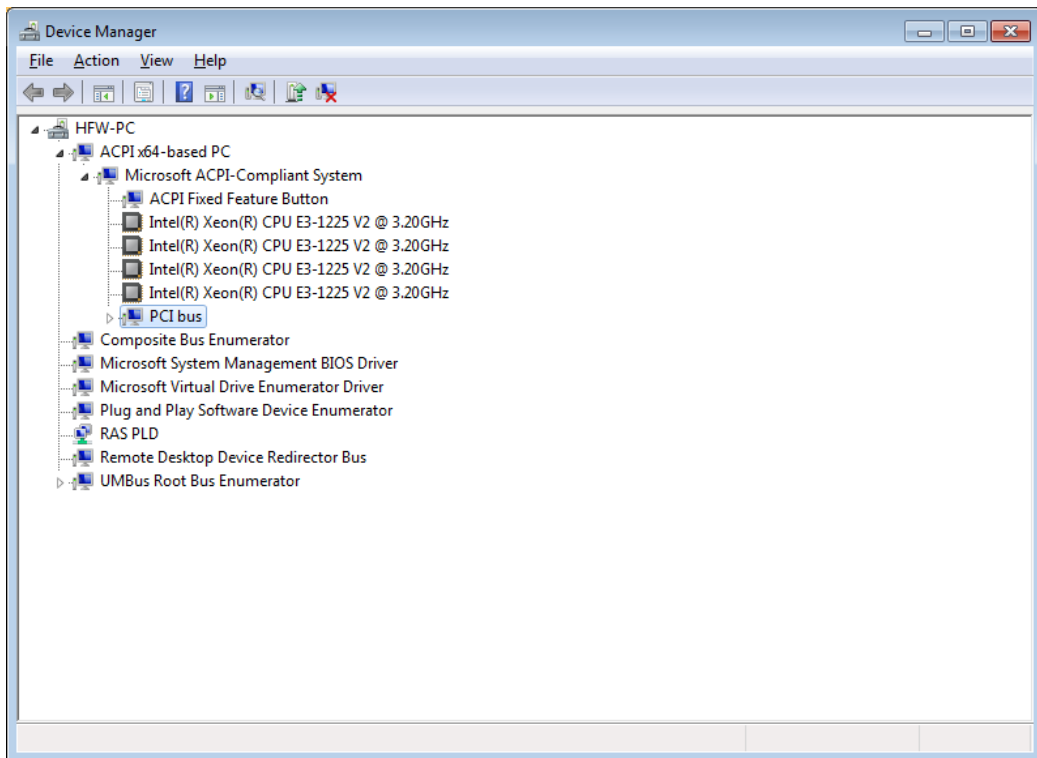 Device Manager
File Action View Help
HFW-PC
ACPI x64-based PC
Microsoft ACPI-Compliant System
ACPI Fixed Feature Button
Intel(R) Xeon(R) CPU E3-1225 V2 @ 3.20GHz
Intel(R) Xeon(R) CPU E3-1225 V2 @ 3.20GHz
Intel(R) Xeon(R) CPU E3-1225 V2 @ 3.20GHz
Intel(R) Xeon(R) CPU E3-1225 V2 @ 3.20GHz
PCI bus
Composite Bus Enumerator
Microsoft System Management BIOS Driver
Microsoft Virtual Drive Enumerator Driver
Plug and Play Software Device Enumerator
RAS PLD
Remote Desktop Device Redirector Bus
UMBus Root Bus Enumerator